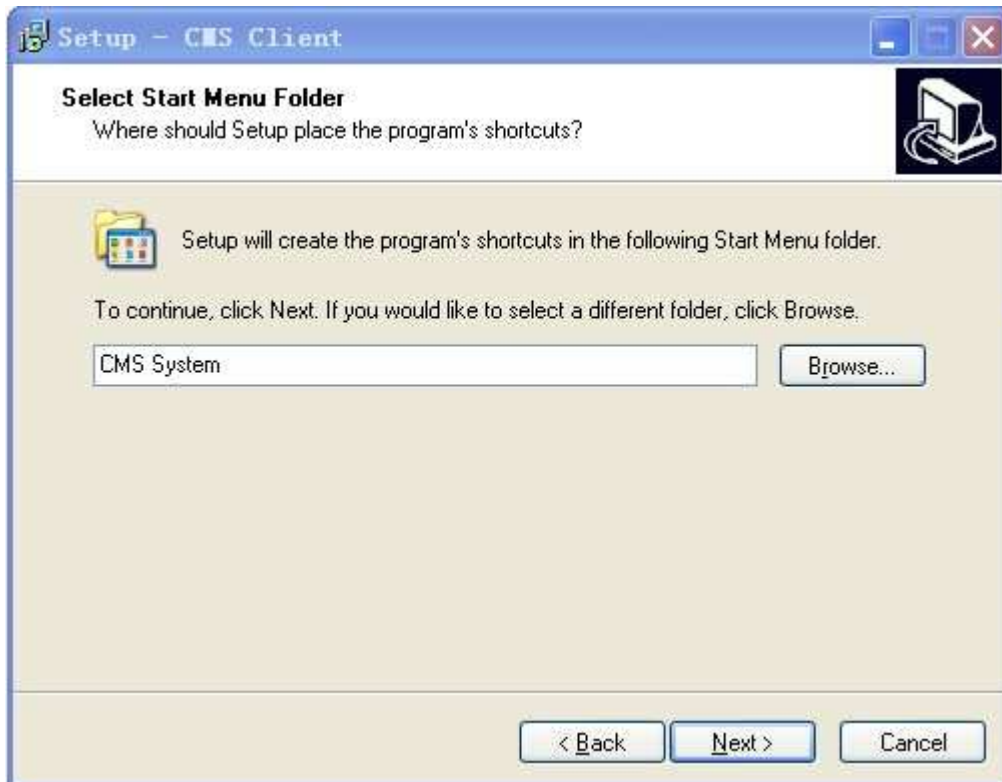 Setup - CMS Client
Select Start Menu Folder
Where should Setup place the program's shortcuts?
Setup will create the program's shortcuts in the following Start Menu folder.
To continue, click Next. If you would like to select a different folder, click Browse.
CMS System
Browse...
< Back
Next >
Cancel